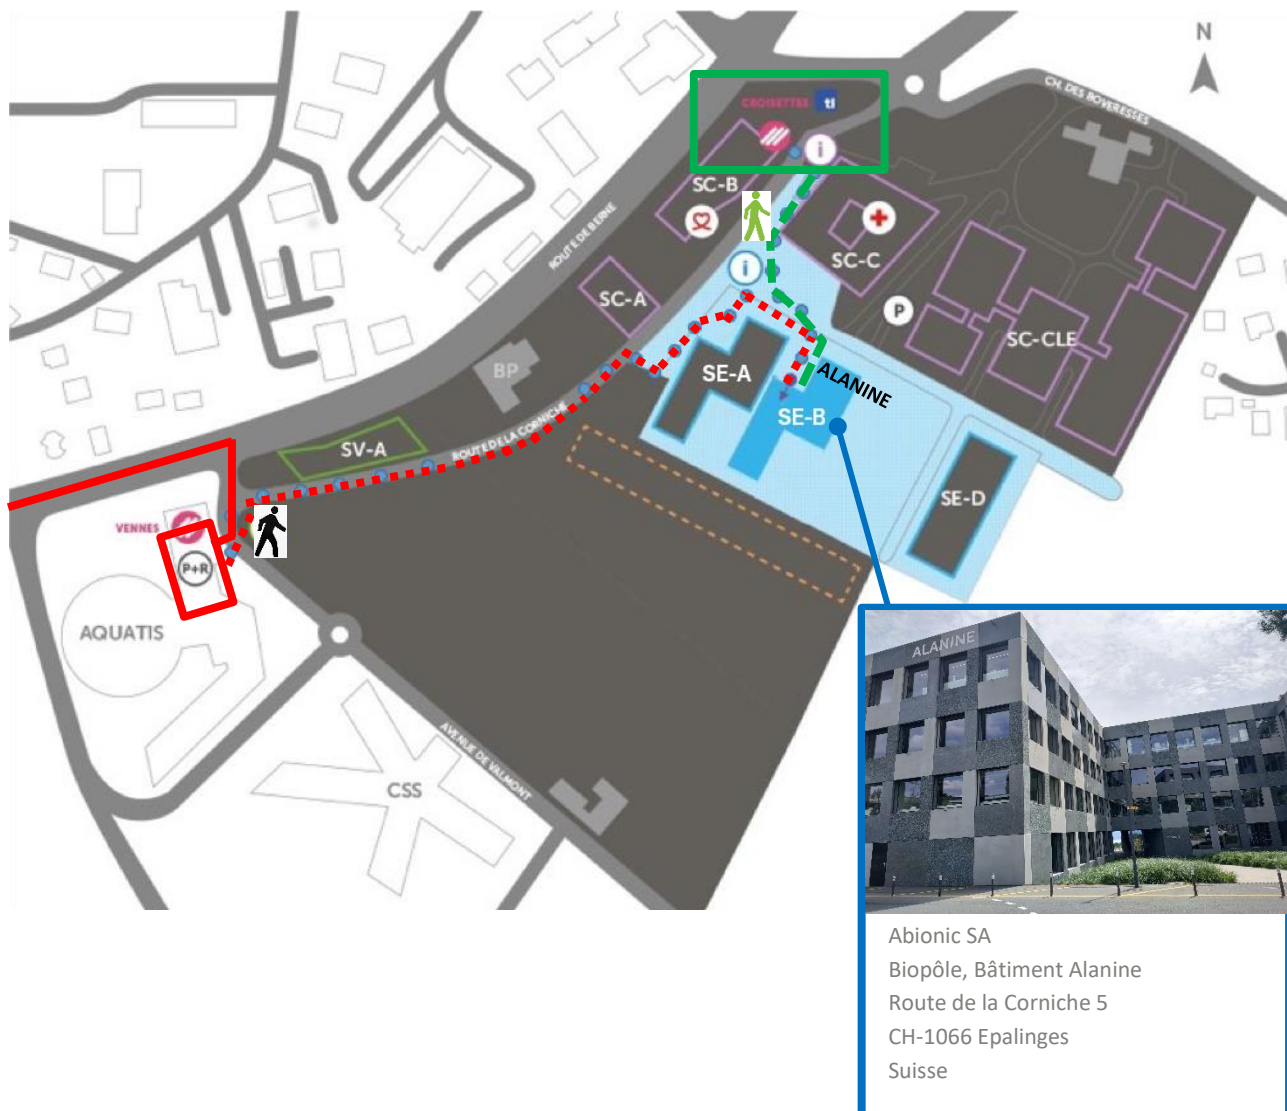 N
CH. DES BOVERESSES
CROISETTES tl
i
SC-B
ROUTE DE BERNE
SC-C
i
SC-A
P
SC-CLE
BP
SE-A
ALANINE
SE-B
ROUTE DE LA CORNICHE
SV-A
SE-D
VENNES
P+R
AQUATIS
AVENUE DE VALMONT
CSS
ALANINE
Abionic SA
Biopôle, Bâtiment Alanine
Route de la Corniche 5
CH-1066 Epalinges
Suisse